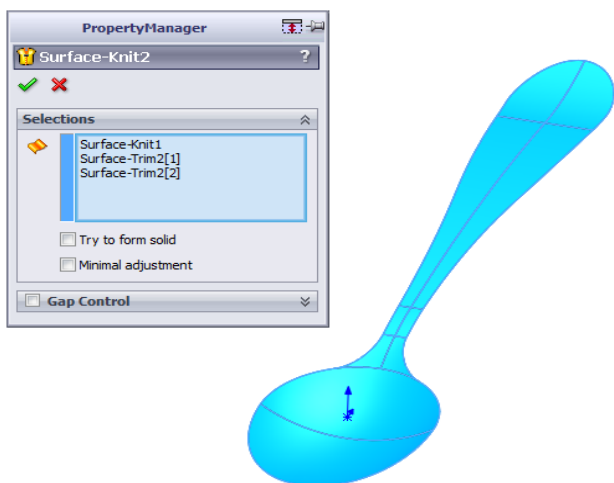 PropertyManager
Surface-Knit2 ?
Selections
Surface-Knit1
Surface-Trim2[1]
Surface-Trim2[2]
Try to form solid
Minimal adjustment
Gap Control